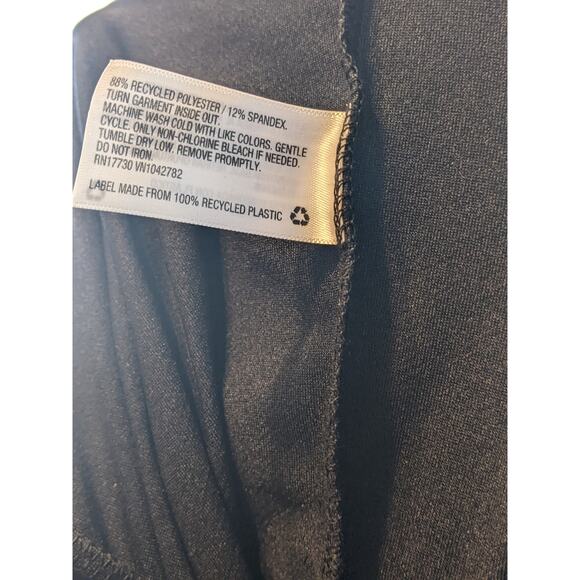 88% RECYCLED POLYESTER / 12% SPANDEX.
TURN GARMENT INSIDE OUT.
MACHINE WASH COLD WITH LIKE COLORS. GENTLE
CYCLE. ONLY NON-CHLORINE BLEACH IF NEEDED.
TUMBLE DRY LOW. REMOVE PROMPTLY.
DO NOT IRON.
RN17730 VN1042782
LABEL MADE FROM 100% RECYCLED PLASTIC